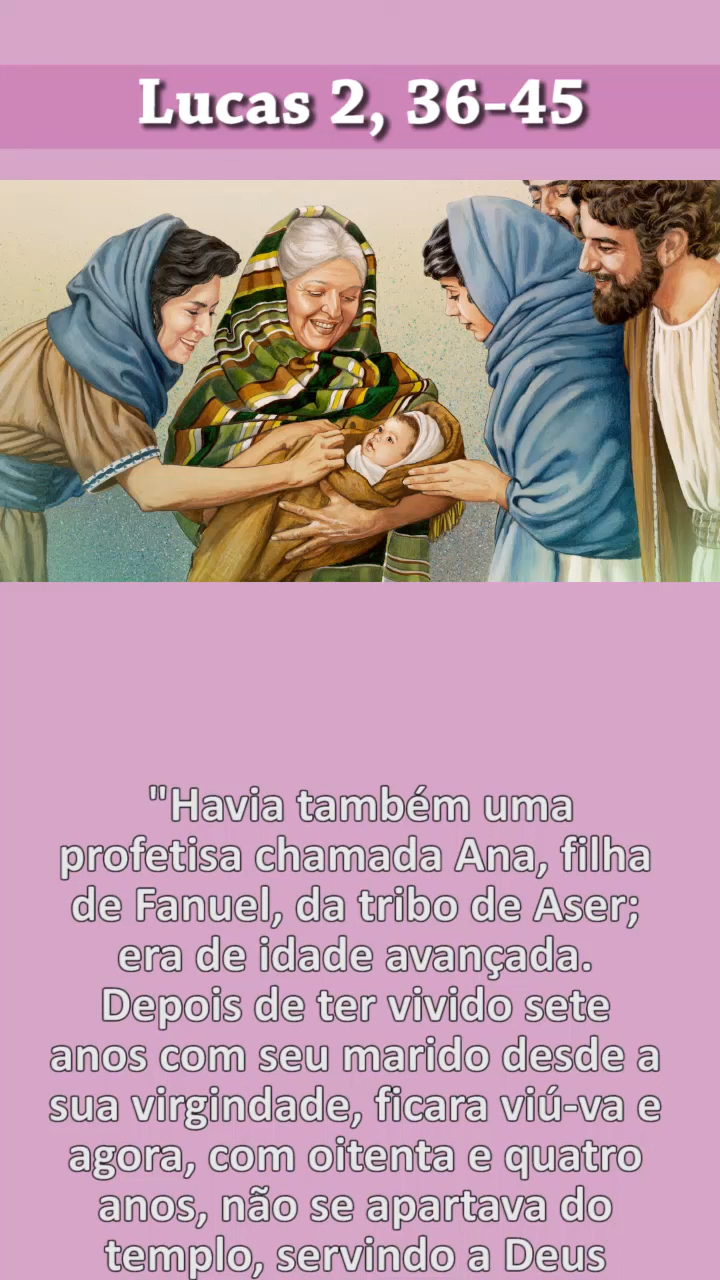 Lucas 2, 36-45
"Havia também uma
profetisa chamada Ana, filha
de Fanuel, da tribo de Aser;
era de idade avançada.
Depois de ter vivido sete
anos com seu marido desde a
sua virgindade, ficara viú-va e
agora, com oitenta e quatro
anos, não se apartava do
templo, servindo a Deus